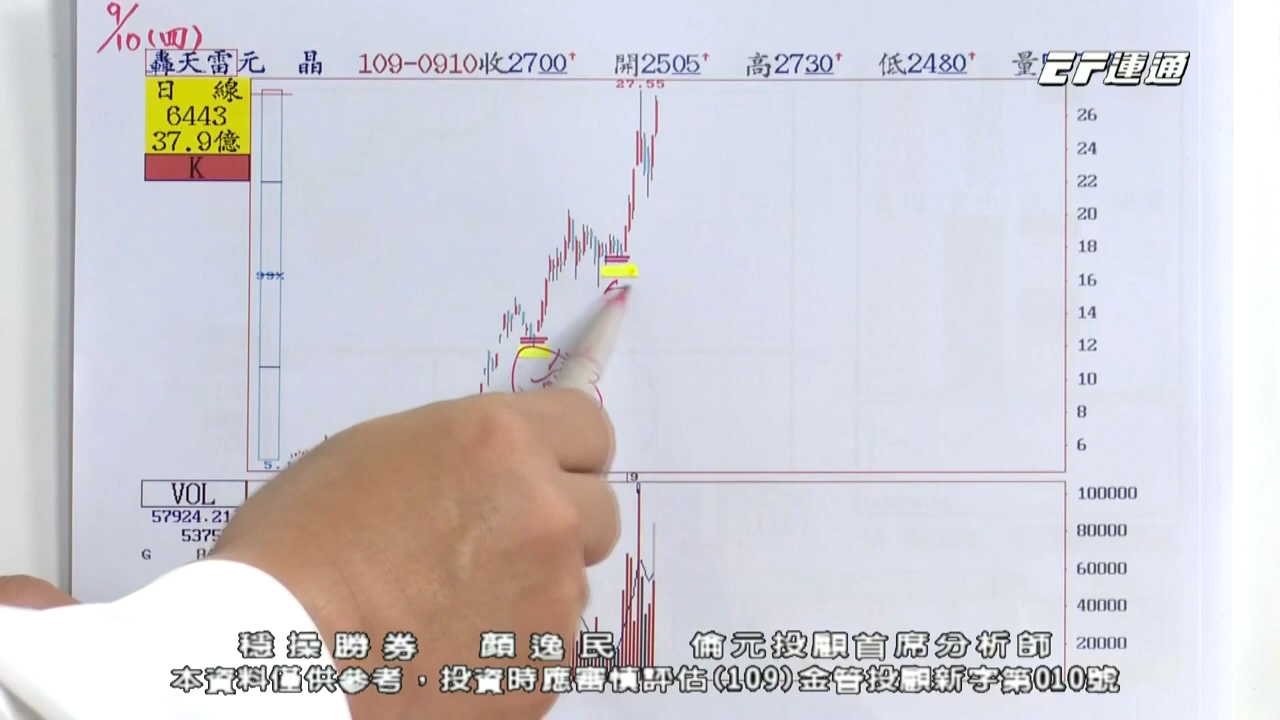 9/10(四)
轟天雷元 晶 109-0910收2700↑ 開2505↑ 高2730↑ 低2480↑ 量
EF運通
日 線
6443
37.9億
K
27.55
26
24
22
20
18
16
14
12
10
8
6
99%
5.
9
VOL
57924.21
5375
G
100000
80000
60000
40000
20000
穩操勝券 顏逸民 倫元投顧首席分析師
本資料僅供參考,投資時應審慎評估(109)金管投顧新字第010號